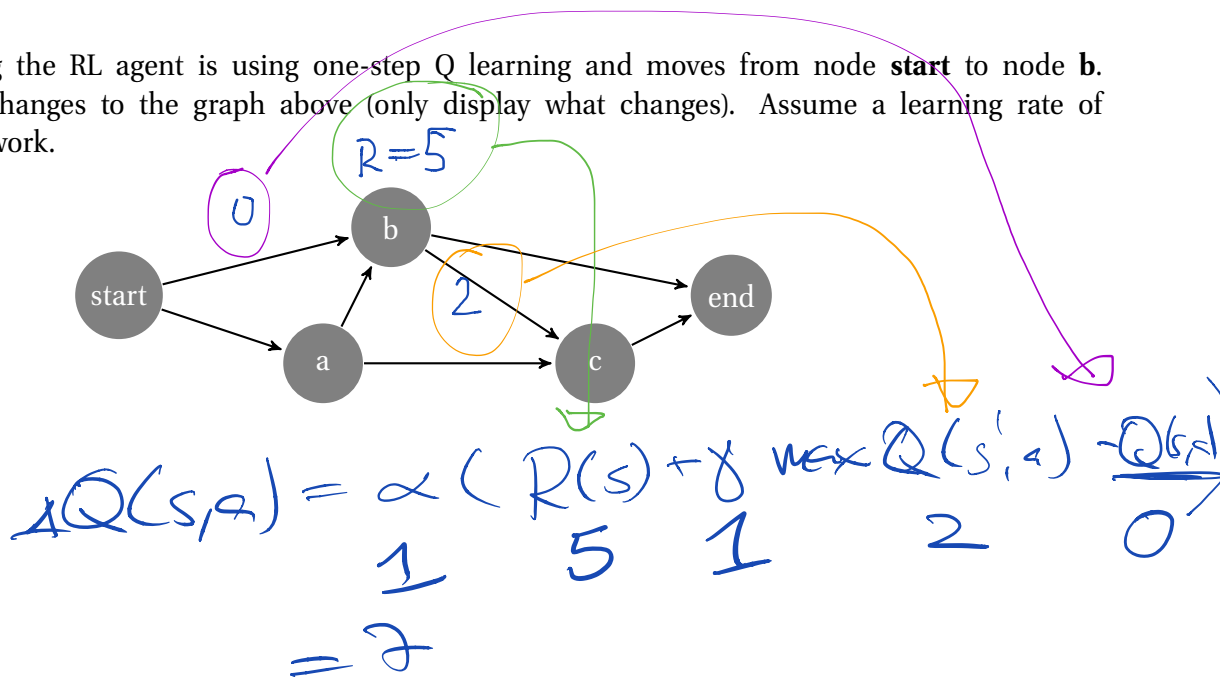 g the RL agent is using one-step Q learning and moves from node start to node b.
hanges to the graph above (only display what changes). Assume a learning rate of
work.
R=5
0
b
2
start
end
a
c
ΔQ(s,a) = α ( R(s) + γ max Q(s',a) - Q(s,a)
1 5 1 2 0
= 7